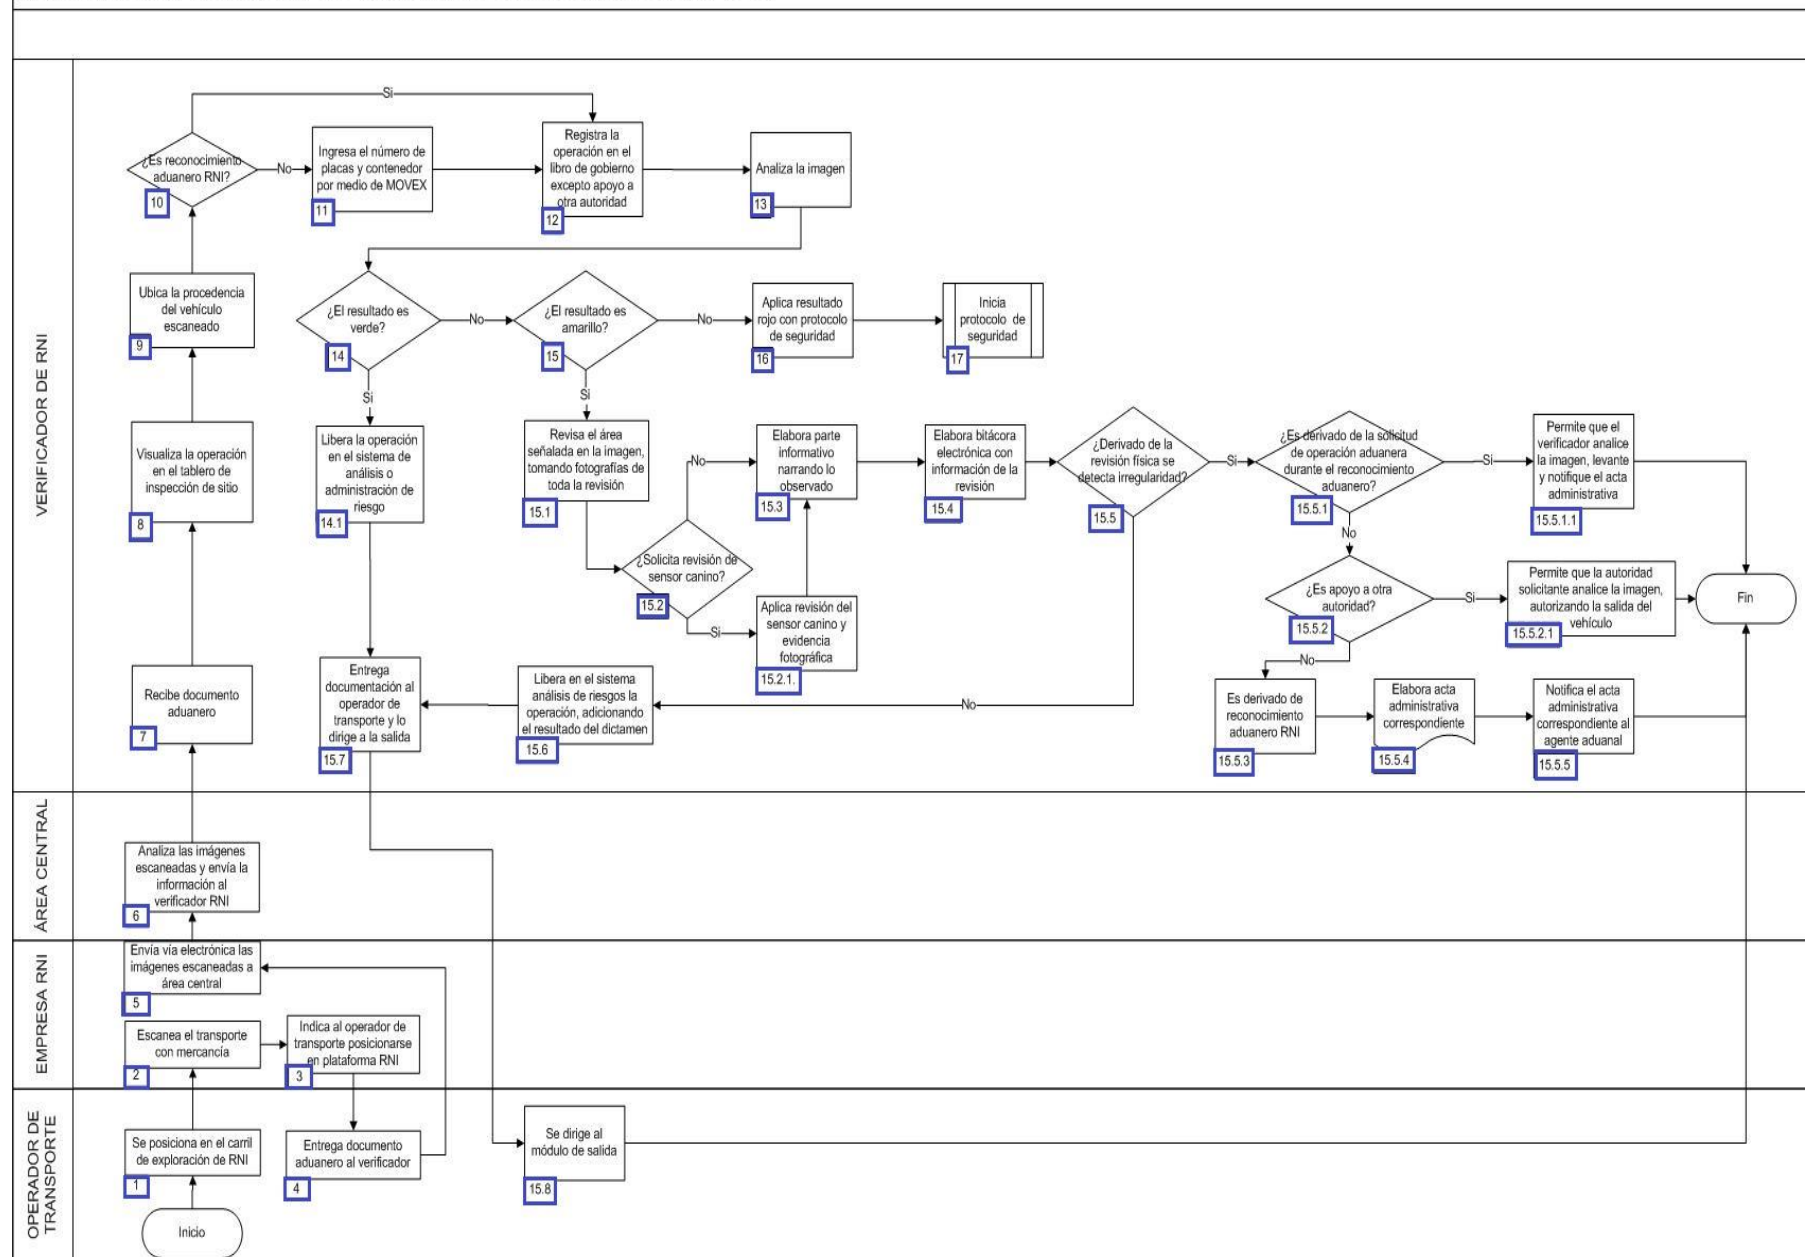 VERIFICADOR DE RNI
Si
¿Es reconocimiento
aduanero RNI?
10
No
Ingresa el número de
placas y contenedor
por medio de MOVEX
11
Registra la
operación en el
libro de gobierno
excepto apoyo a
otra autoridad
12
Analiza la imagen
13
Ubica la procedencia
del vehículo
escaneado
9
¿El resultado es
verde?
14
No
¿El resultado es
amarillo?
15
No
Aplica resultado
rojo con protocolo
de seguridad
16
Inicia
protocolo de
seguridad
17
Si
Si
Visualiza la operación
en el tablero de
inspección de sitio
8
Libera la operación
en el sistema de
análisis o
administración de
riesgo
14.1
Revisa el área
señalada en la imagen,
tomando fotografías de
toda la revisión
15.1
No
Elabora parte
informativo
narrando lo
observado
15.3
Elabora bitácora
electrónica con
información de la
revisión
15.4
¿Derivado de la
revisión física se
detecta irregularidad?
15.5
Si
¿Es derivado de la solicitud
de operación aduanera
durante el reconocimiento
aduanero?
15.5.1
Si
Permite que el
verificador analice
la imagen, levante
y notifique el acta
administrativa
15.5.1.1
No
¿Solicita revisión de
sensor canino?
15.2
Si
Aplica revisión del
sensor canino y
evidencia
fotográfica
15.2.1.
¿Es apoyo a otra
autoridad?
15.5.2
Si
Permite que la autoridad
solicitante analice la imagen,
autorizando la salida del
vehículo
15.5.2.1
Fin
No
Recibe documento
aduanero
7
Entrega
documentación al
operador de
transporte y lo
dirige a la salida
15.7
Libera en el sistema
análisis de riesgos la
operación, adicionando
el resultado del dictamen
15.6
No
Es derivado de
reconocimiento
aduanero RNI
15.5.3
Elabora acta
administrativa
correspondiente
15.5.4
Notifica el acta
administrativa
correspondiente al
agente aduanal
15.5.5
ÁREA CENTRAL
Analiza las imágenes
escaneadas y envía la
información al
verificador RNI
6
EMPRESA RNI
Envía vía electrónica las
imágenes escaneadas a
área central
5
Escanea el transporte
con mercancía
2
Indica al operador de
transporte posicionarse
en plataforma RNI
3
OPERADOR DE
TRANSPORTE
Se posiciona en el carril
de exploración de RNI
1
Entrega documento
aduanero al verificador
4
Se dirige al
módulo de salida
15.8
Inicio